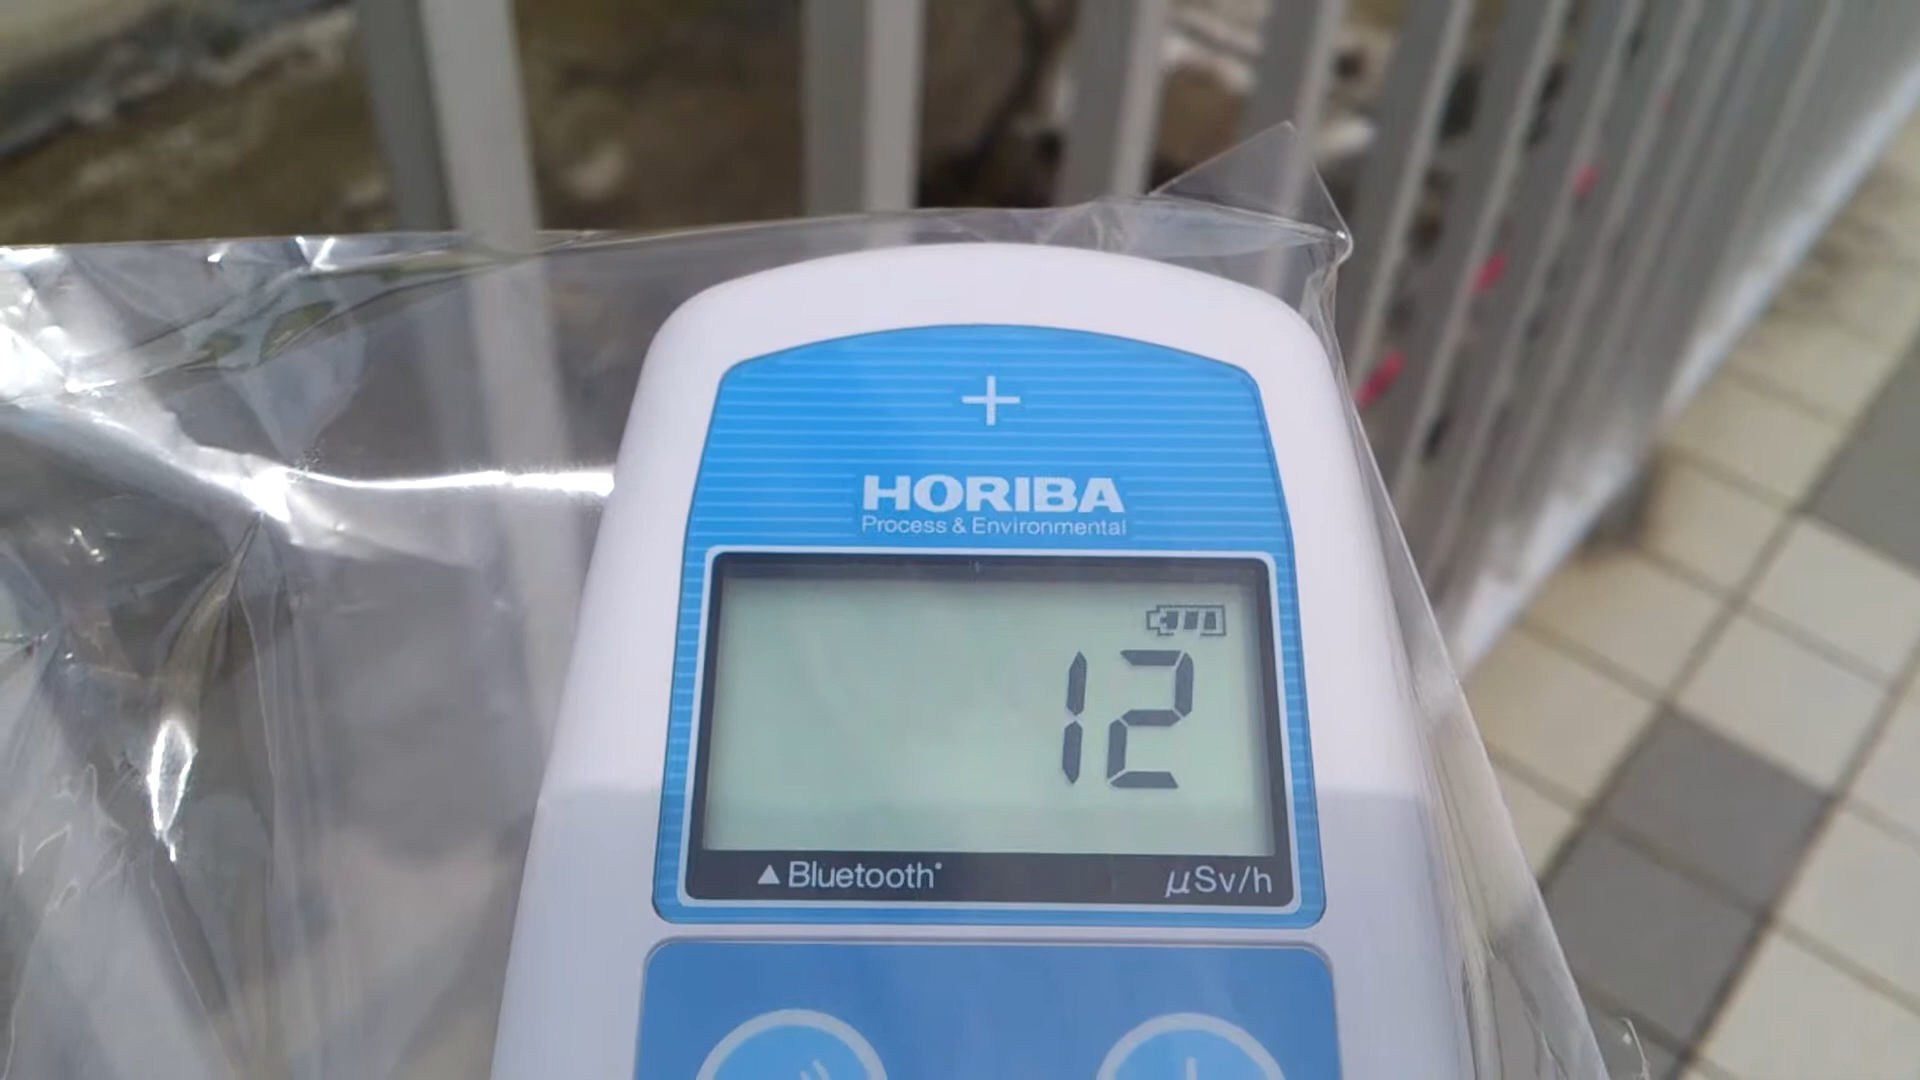 HORIBA
Process & Environmental
12
▲Bluetooth®
μSv/h